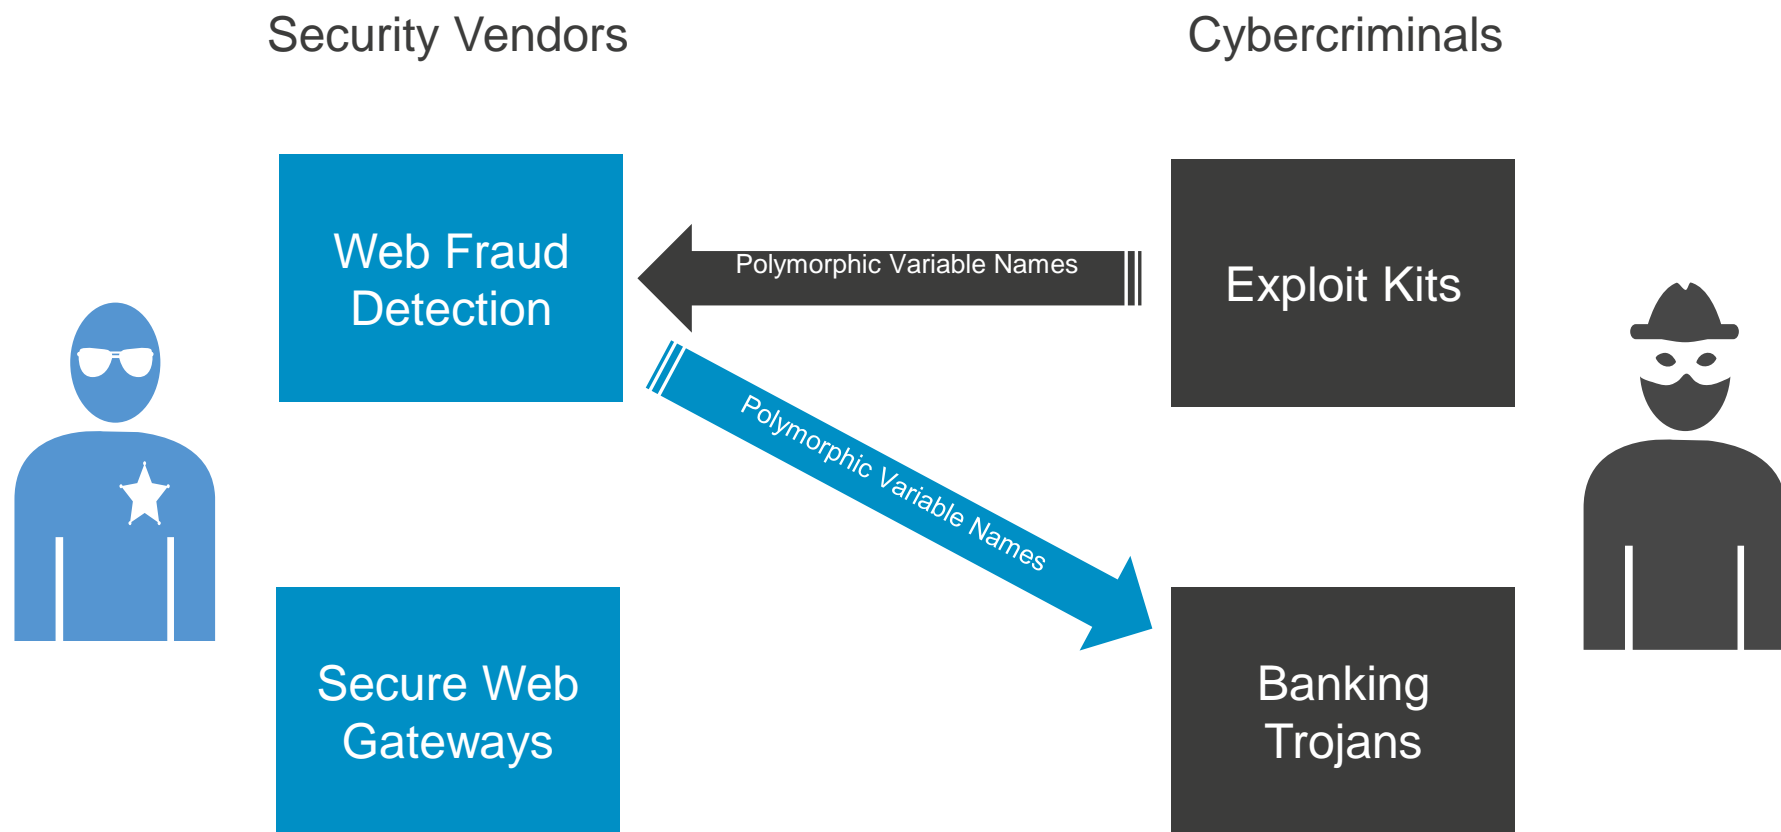 Security Vendors
Cybercriminals
Web Fraud
Detection
Polymorphic Variable Names
Exploit Kits
Polymorphic Variable Names
Secure Web
Gateways
Banking
Trojans